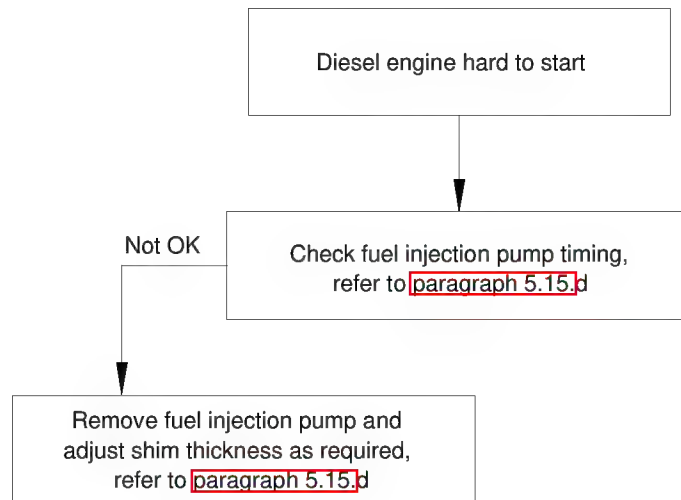 Diesel engine hard to start
Not OK
Check fuel injection pump timing,
refer to paragraph 5.15.d
Remove fuel injection pump and
adjust shim thickness as required,
refer to paragraph 5.15.d